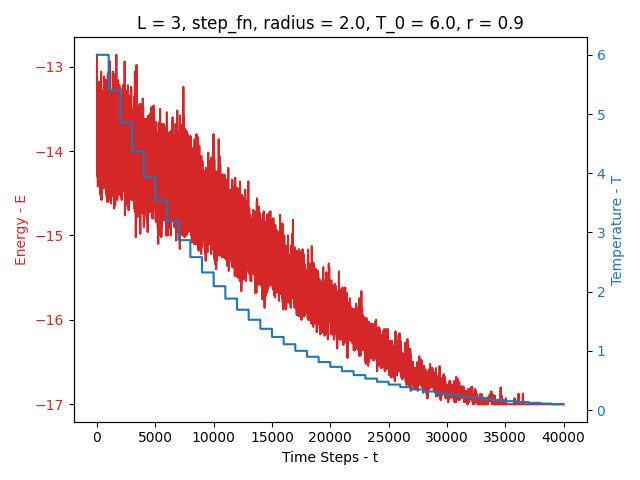 L = 3, step_fn, radius = 2.0, T_0 = 6.0, r = 0.9
Energy - E
−13
−14
−15
−16
−17
6
5
4
3
2
1
0
Temperature - T
0 5000 10000 15000 20000 25000 30000 35000 40000
Time Steps - t